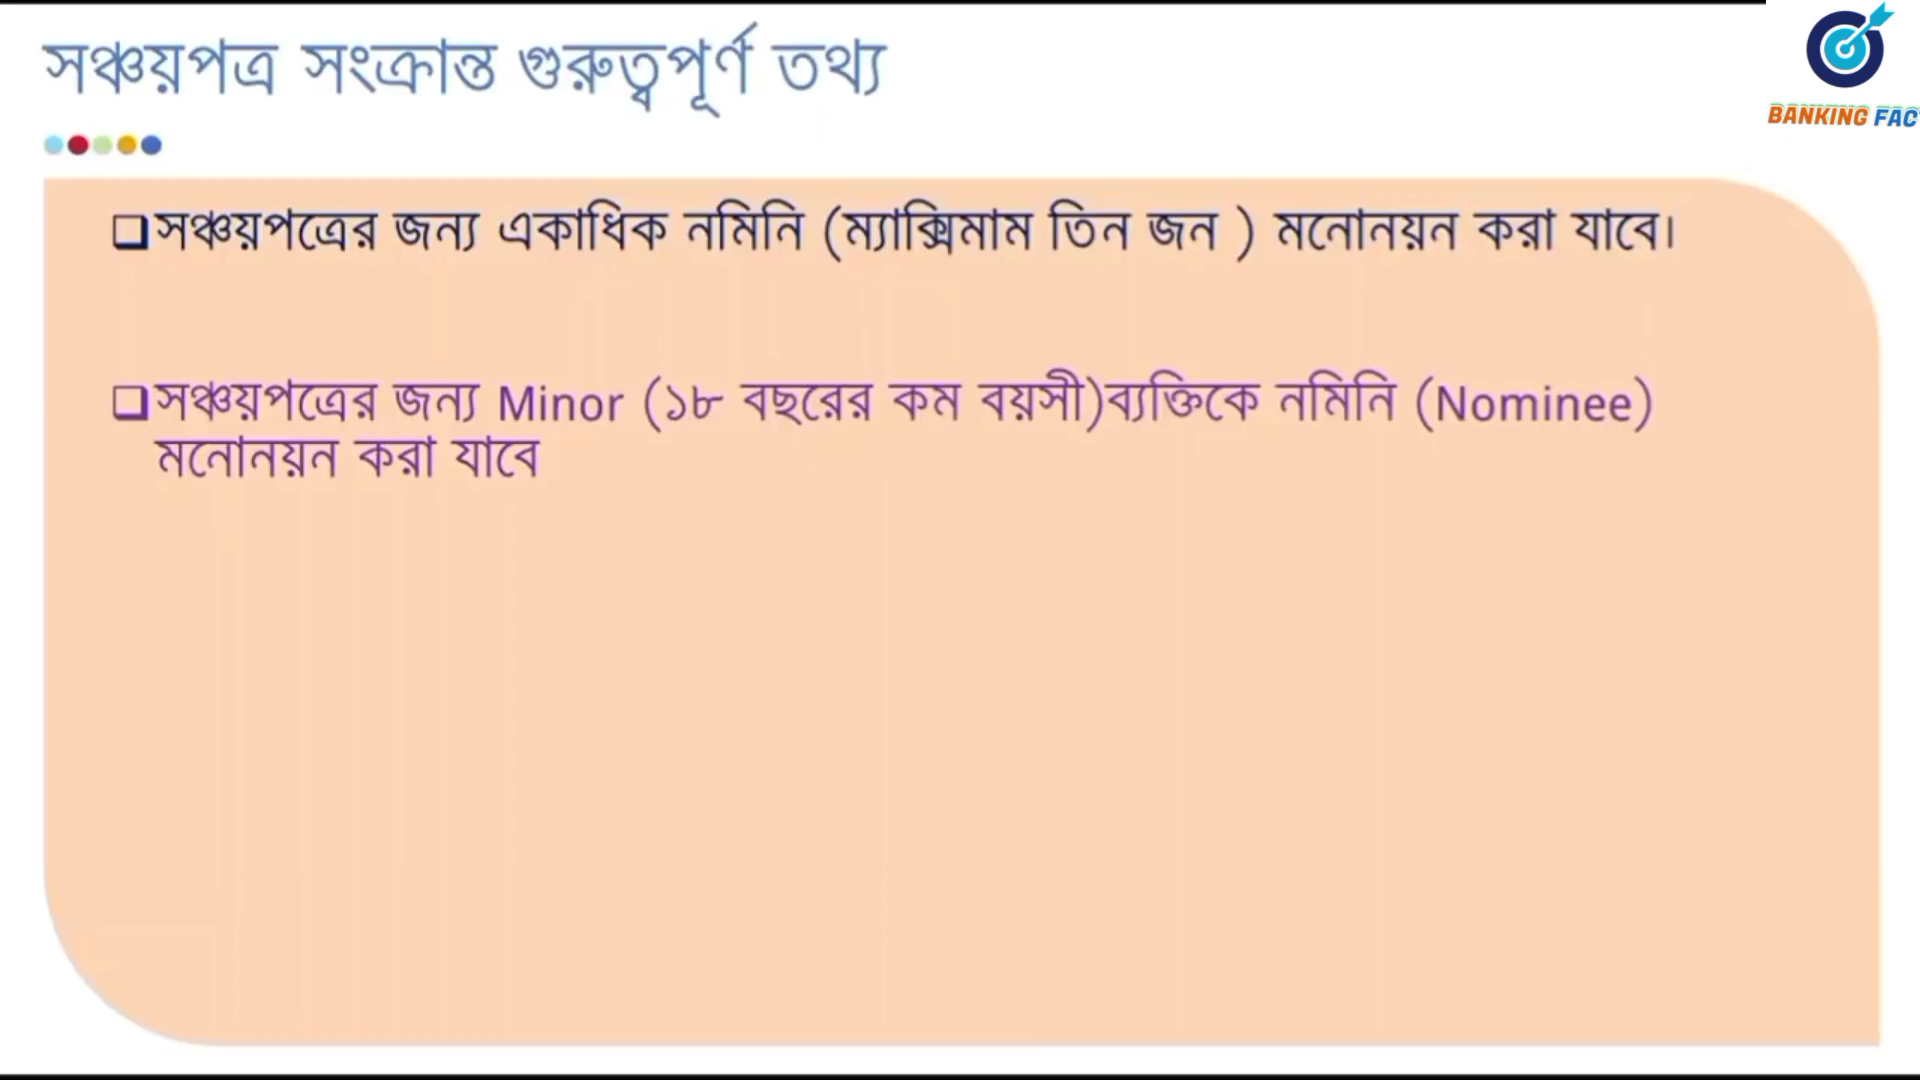 সঞ্চয়পত্র সংক্রান্ত গুরুত্বপূর্ণ তথ্য
BANKING FAC
সঞ্চয়পত্রের জন্য একাধিক নমিনি (ম্যাক্সিমাম তিন জন ) মনোনয়ন করা যাবে।
সঞ্চয়পত্রের জন্য Minor (১৮ বছরের কম বয়সী)ব্যক্তিকে নমিনি (Nominee)
মনোনয়ন করা যাবে